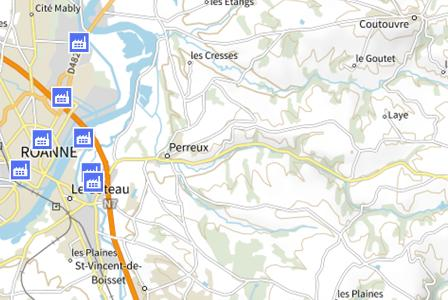 les Étangs
Cité Mably
Coutouvre
les Cresses
le Goutet
D482
Laye
Perreux
ROANNE
Le Coteau
N7
les Plaines
St-Vincent-de-
Boisset
les Plaines